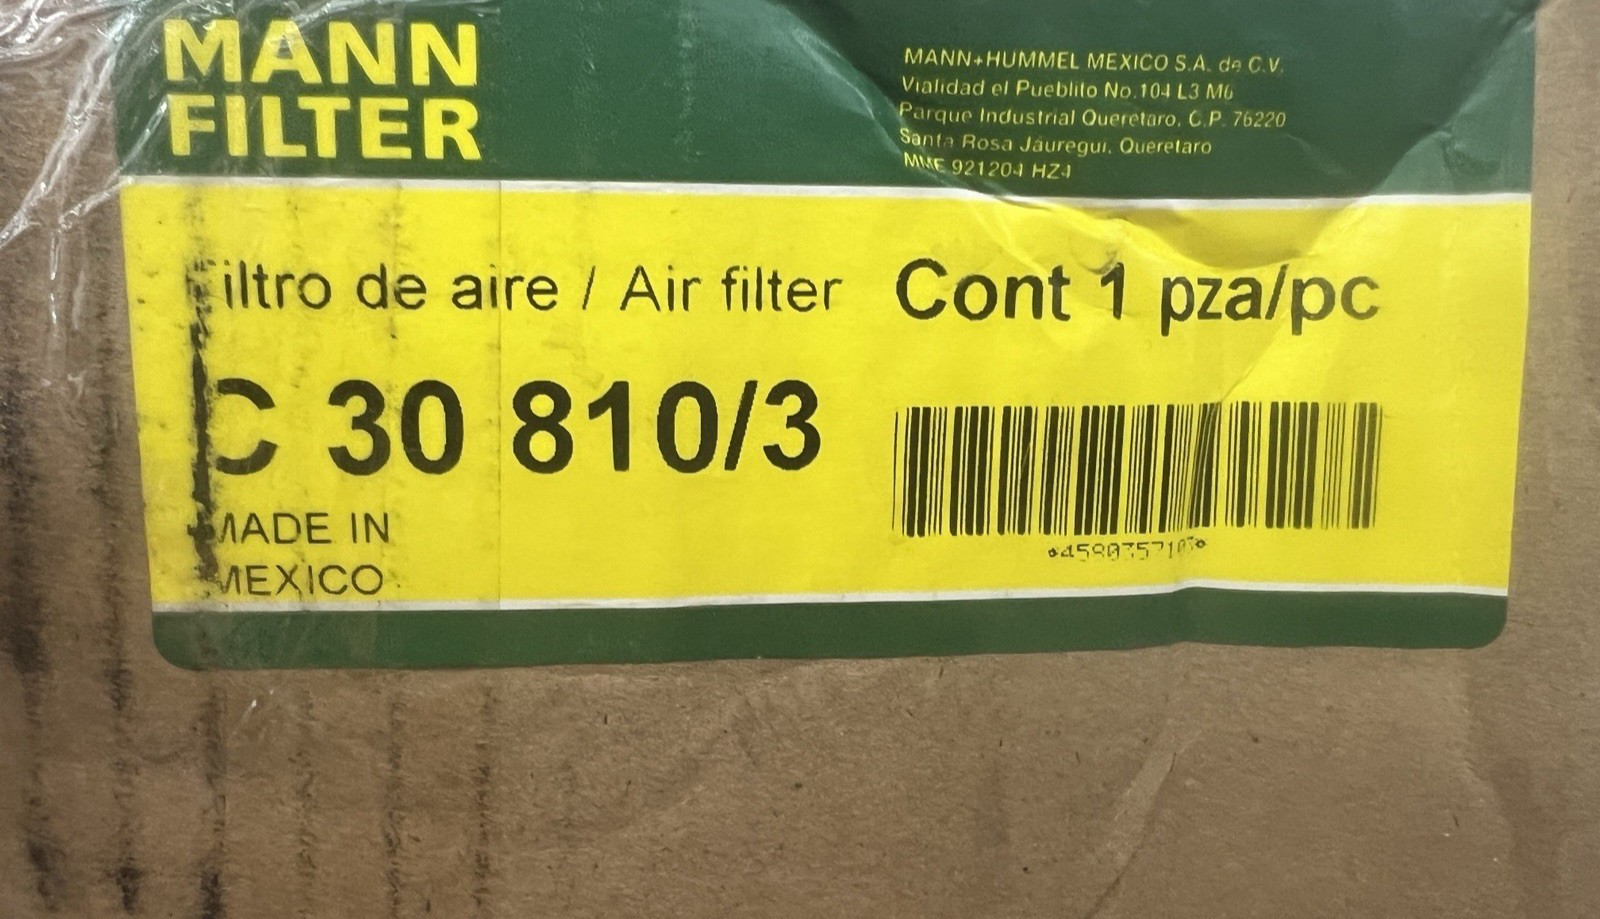 MANN
FILTER
MANN+HUMMEL MEXICO S.A. de C.V.
Vialidad el Pueblito No.104 L3 M6
Parque Industrial Queretaro, C.P. 76220
Santa Rosa Jáuregui, Queretaro
MME 921204 HZ4
Filtro de aire / Air filter
Cont 1 pza/pc
C 30 810/3
MADE IN
MEXICO